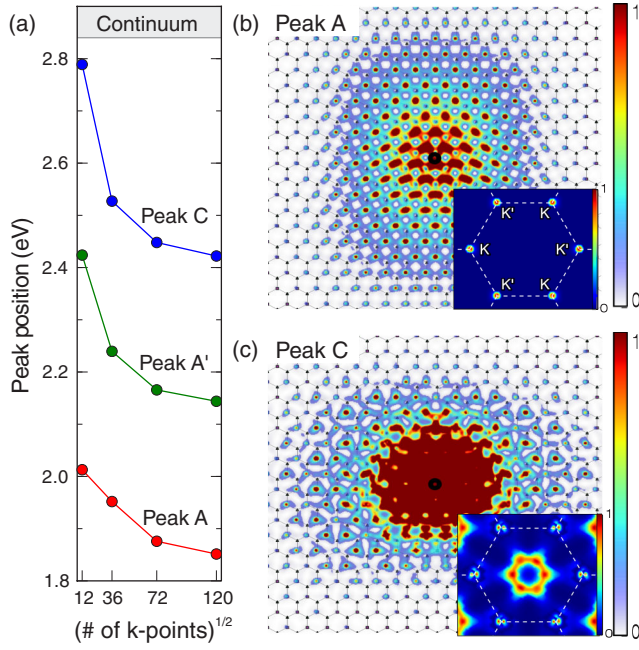 (a)
Continuum
2.8
2.6
2.4
2.2
2.0
1.8
Peak position (eV)
Peak C
Peak A'
Peak A
12 36 72 120
(# of k-points)1/2
(b) Peak A
K' K
K K'
K' K
1
0
1
0
(c) Peak C
1
0